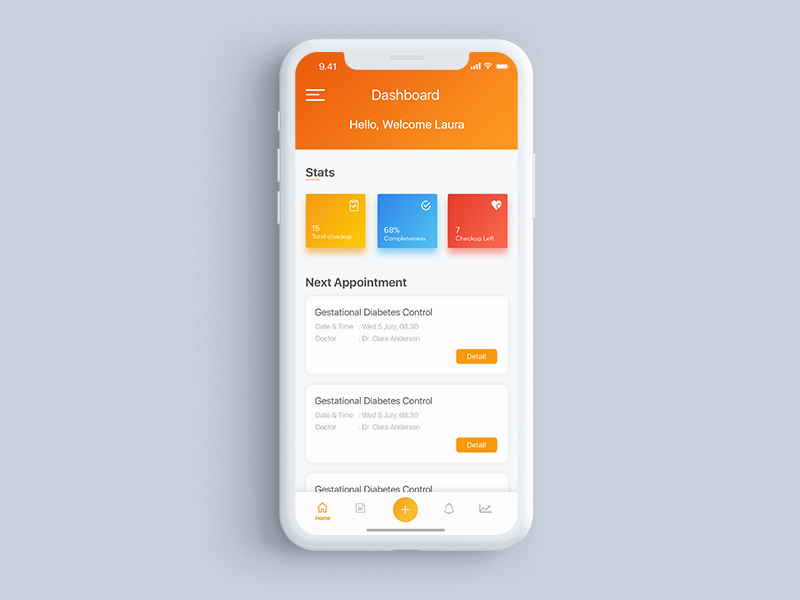 9.41
Dashboard
Hello, Welcome Laura
Stats
15
Total checkup
68%
Completeness
7
Checkup Left
Next Appointment
Gestational Diabetes Control
Date & Time : Wed 5 July, 08.30
Doctor : Dr. Clara Anderson
Detail
Gestational Diabetes Control
Date & Time : Wed 5 July, 08.30
Doctor : Dr. Clara Anderson
Detail
Gestational Diabetes Control
Home